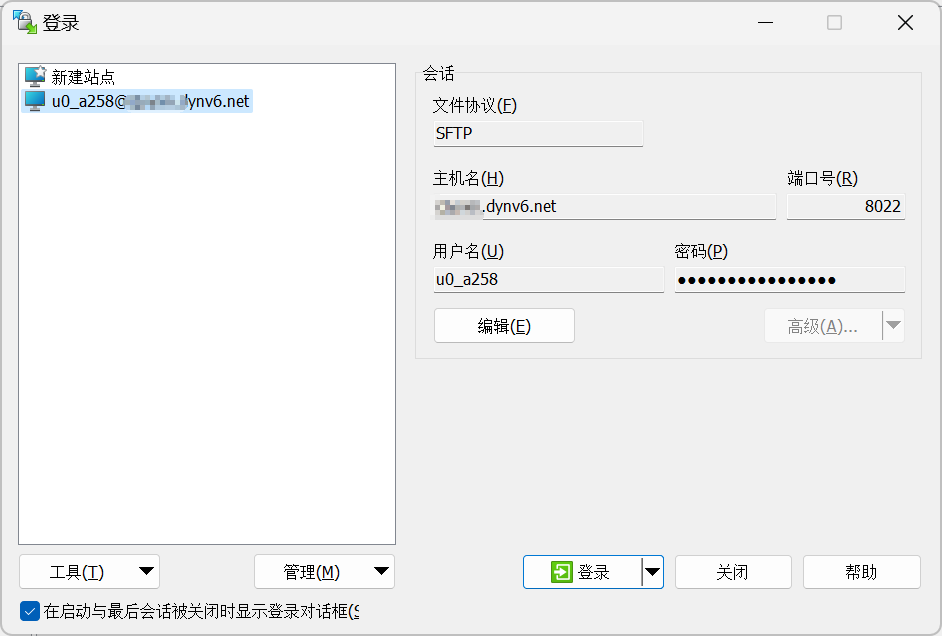 登录
新建站点
u0_a258@ ynv6.net
会话
文件协议(F)
SFTP
主机名(H)
端口号(R)
.dynv6.net
8022
用户名(U)
密码(P)
u0_a258
●●●●●●●●●●●●●●●●
编辑(E)
高级(A)...
工具(T)
管理(M)
登录
关闭
帮助
在启动与最后会话被关闭时显示登录对话框(S